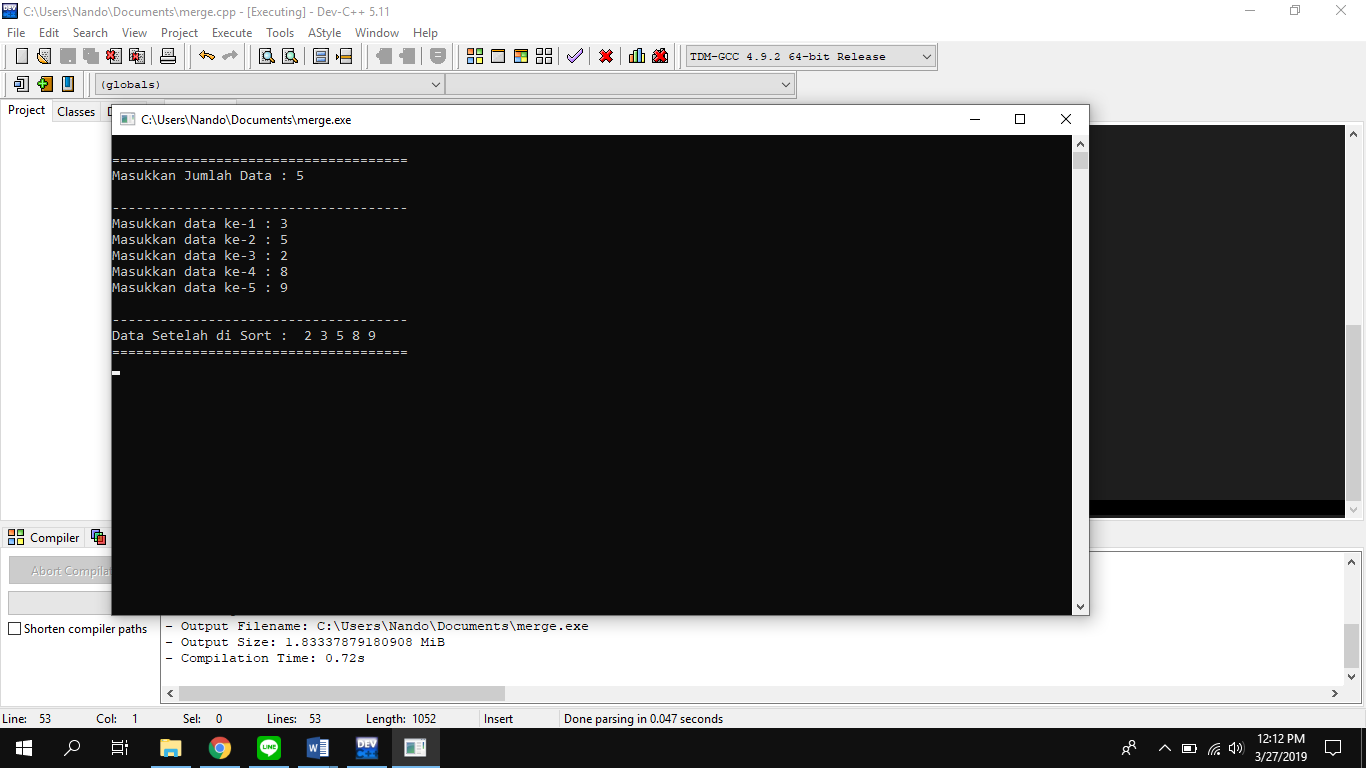 C:\Users\Nando\Documents\merge.cpp - [Executing] - Dev-C++ 5.11
File Edit Search View Project Execute Tools AStyle Window Help
TDM-GCC 4.9.2 64-bit Release
(globals)
Project Classes
C:\Users\Nando\Documents\merge.exe
=====================================
Masukkan Jumlah Data : 5
-------------------------------------
Masukkan data ke-1 : 3
Masukkan data ke-2 : 5
Masukkan data ke-3 : 2
Masukkan data ke-4 : 8
Masukkan data ke-5 : 9
-------------------------------------
Data Setelah di Sort :  2 3 5 8 9
=====================================
Compiler
Abort
Shorten compiler paths
- Output Filename: C:\Users\Nando\Documents\merge.exe
- Output Size: 1.83337879180908 MiB
- Compilation Time: 0.72s
Line: 53 Col: 1 Sel: 0 Lines: 53 Length: 1052 Insert Done parsing in 0.047 seconds
LINE
DEV
12:12 PM
3/27/2019